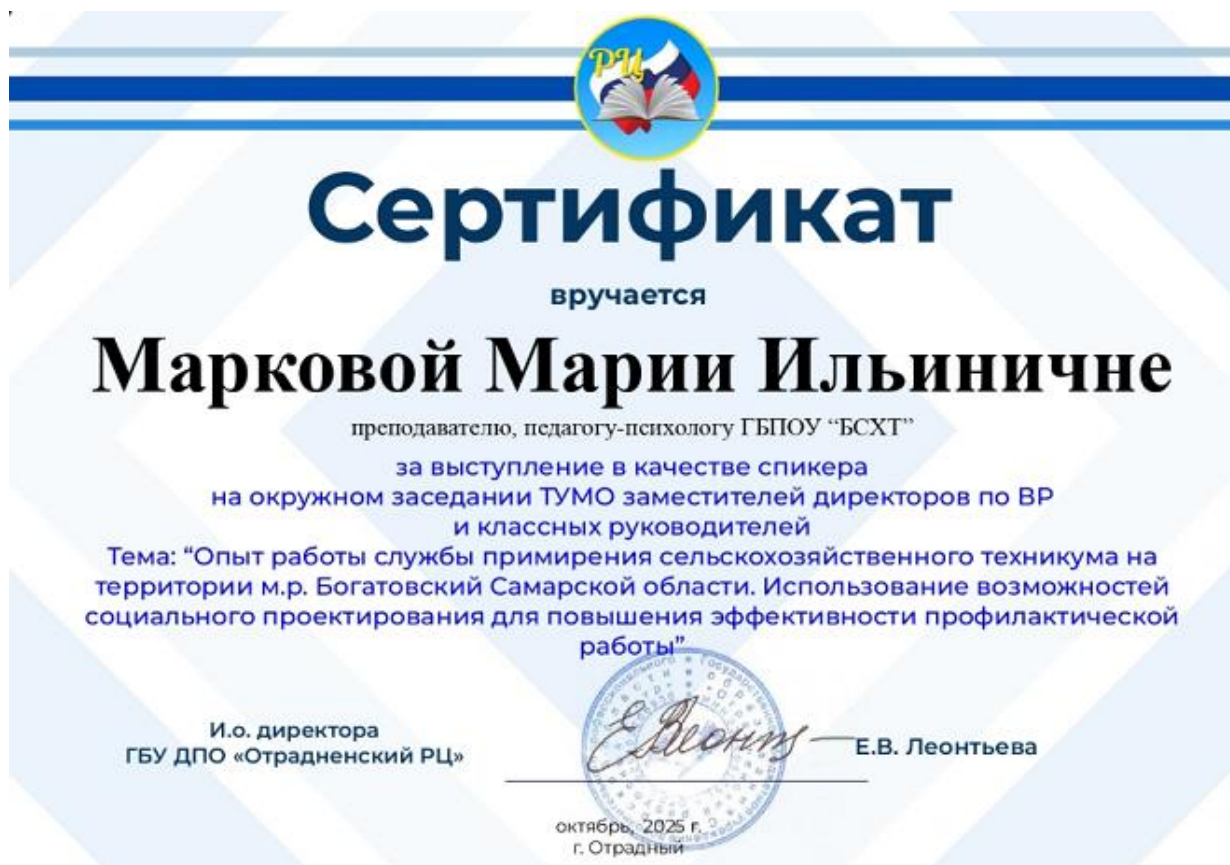 РЦ
Сертификат
вручается
Марковой Марии Ильиничне
преподавателю, педагогу-психологу ГБПОУ “БСХТ”
за выступление в качестве спикера
на окружном заседании ТУМО заместителей директоров по ВР
и классных руководителей
Тема: “Опыт работы службы примирения сельскохозяйственного техникума на
территории м.р. Богатовский Самарской области. Использование возможностей
социального проектирования для повышения эффективности профилактической
работы”
И.о. директора
ГБУ ДПО «Отрадненский РЦ»
Е.В. Леонтьева
октябрь, 2025 г.
г. Отрадный